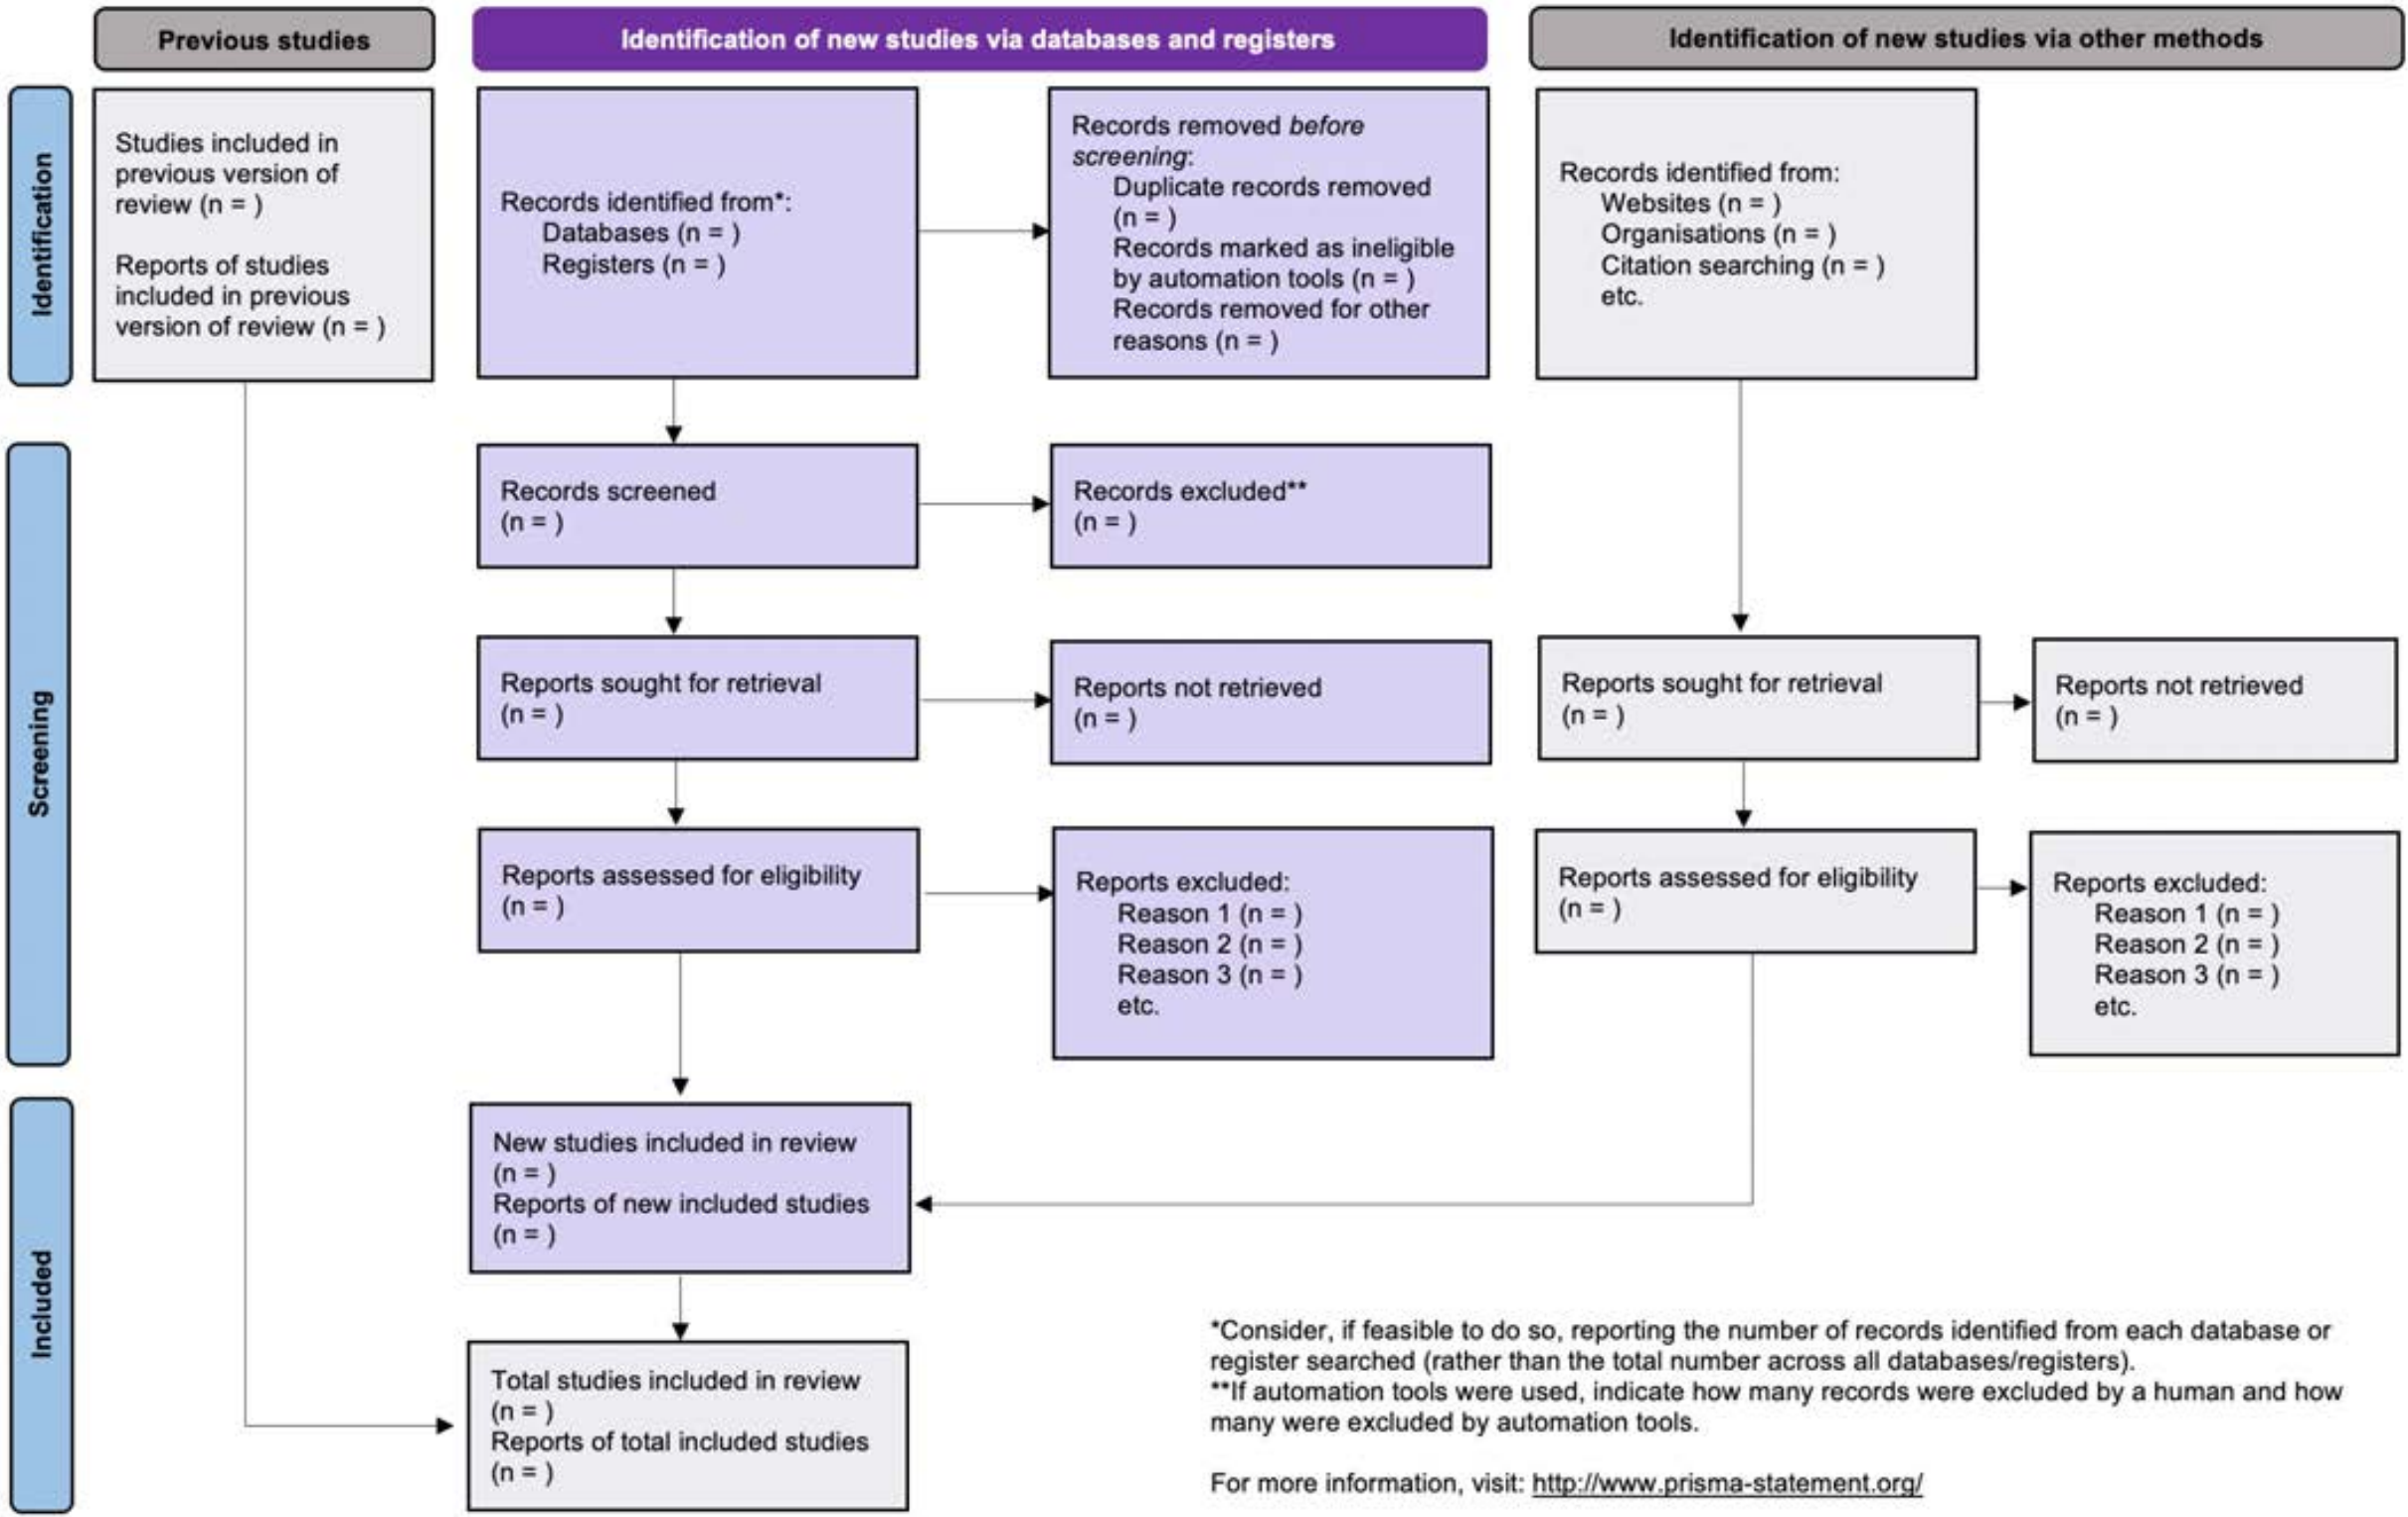 Previous studies
Identification of new studies via databases and registers
Identification of new studies via other methods
Identification
Studies included in
previous version of
review (n = )
Reports of studies
included in previous
version of review (n = )
Records identified from*:
Databases (n = )
Registers (n = )
Records removed before
screening:
Duplicate records removed
(n = )
Records marked as ineligible
by automation tools (n = )
Records removed for other
reasons (n = )
Records identified from:
Websites (n = )
Organisations (n = )
Citation searching (n = )
etc.
Screening
Records screened
(n = )
Records excluded**
(n = )
Reports sought for retrieval
(n = )
Reports not retrieved
(n = )
Reports sought for retrieval
(n = )
Reports not retrieved
(n = )
Reports assessed for eligibility
(n = )
Reports excluded:
Reason 1 (n = )
Reason 2 (n = )
Reason 3 (n = )
etc.
Reports assessed for eligibility
(n = )
Reports excluded:
Reason 1 (n = )
Reason 2 (n = )
Reason 3 (n = )
etc.
Included
New studies included in review
(n = )
Reports of new included studies
(n = )
Total studies included in review
(n = )
Reports of total included studies
(n = )
*Consider, if feasible to do so, reporting the number of records identified from each database or
register searched (rather than the total number across all databases/registers).
**If automation tools were used, indicate how many records were excluded by a human and how
many were excluded by automation tools.
For more information, visit: http://www.prisma-statement.org/